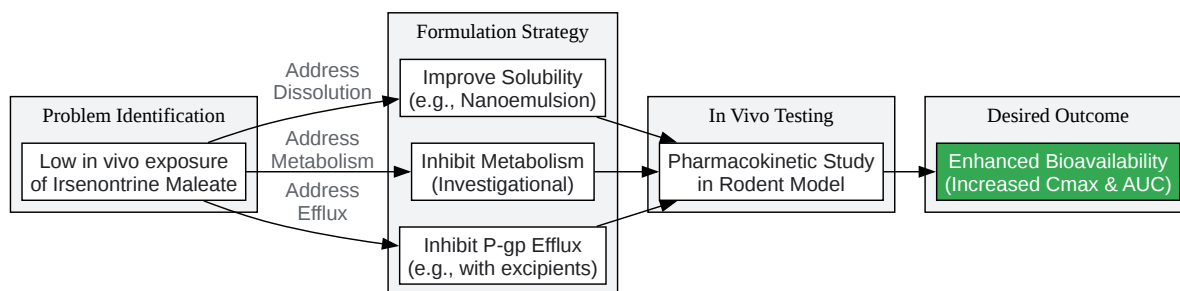 Problem Identification
Low in vivo exposure
of Irsenontrine Maleate
Address
Dissolution
Address
Metabolism
Address
Efflux
Formulation Strategy
Improve Solubility
(e.g., Nanoemulsion)
Inhibit Metabolism
(Investigational)
Inhibit P-gp Efflux
(e.g., with excipients)
In Vivo Testing
Pharmacokinetic Study
in Rodent Model
Desired Outcome
Enhanced Bioavailability
(Increased Cmax & AUC)